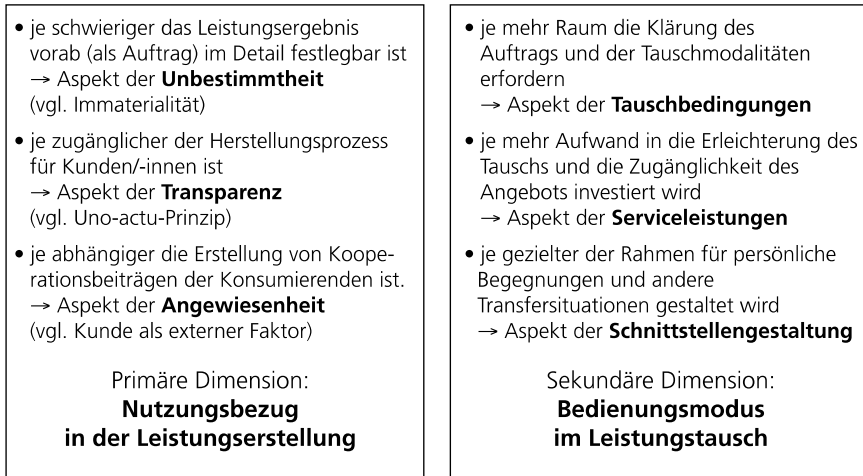 • je schwieriger das Leistungsergebnis
vorab (als Auftrag) im Detail festlegbar ist
→ Aspekt der Unbestimmtheit
(vgl. Immaterialität)
• je zugänglicher der Herstellungsprozess
für Kunden/-innen ist
→ Aspekt der Transparenz
(vgl. Uno-actu-Prinzip)
• je abhängiger die Erstellung von Koope-
rationsbeiträgen der Konsumierenden ist.
→ Aspekt der Angewiesenheit
(vgl. Kunde als externer Faktor)
Primäre Dimension:
Nutzungsbezug
in der Leistungserstellung
• je mehr Raum die Klärung des
Auftrags und der Tauschmodalitäten
erfordern
→ Aspekt der Tauschbedingungen
• je mehr Aufwand in die Erleichterung des
Tauschs und die Zugänglichkeit des
Angebots investiert wird
→ Aspekt der Serviceleistungen
• je gezielter der Rahmen für persönliche
Begegnungen und andere
Transfersituationen gestaltet wird
→ Aspekt der Schnittstellengestaltung
Sekundäre Dimension:
Bedienungsmodus
im Leistungstausch